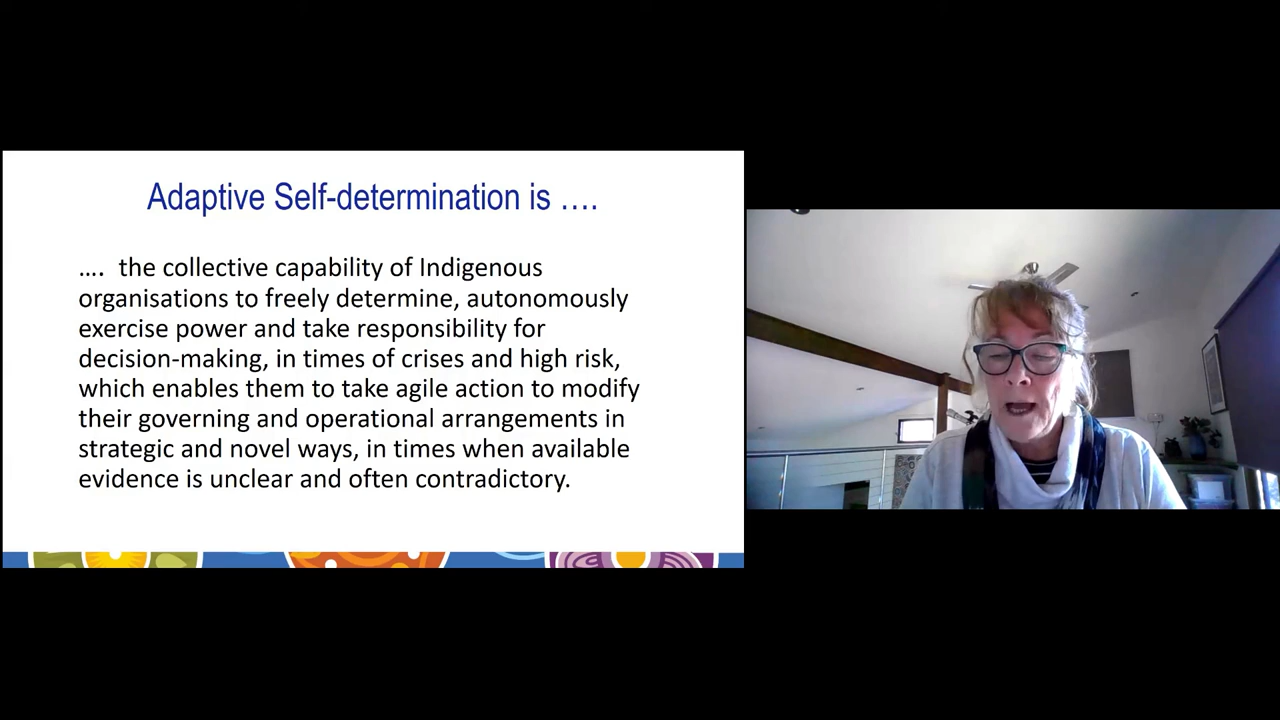 Adaptive Self-determination is ....
.... the collective capability of Indigenous
organisations to freely determine, autonomously
exercise power and take responsibility for
decision-making, in times of crises and high risk,
which enables them to take agile action to modify
their governing and operational arrangements in
strategic and novel ways, in times when available
evidence is unclear and often contradictory.